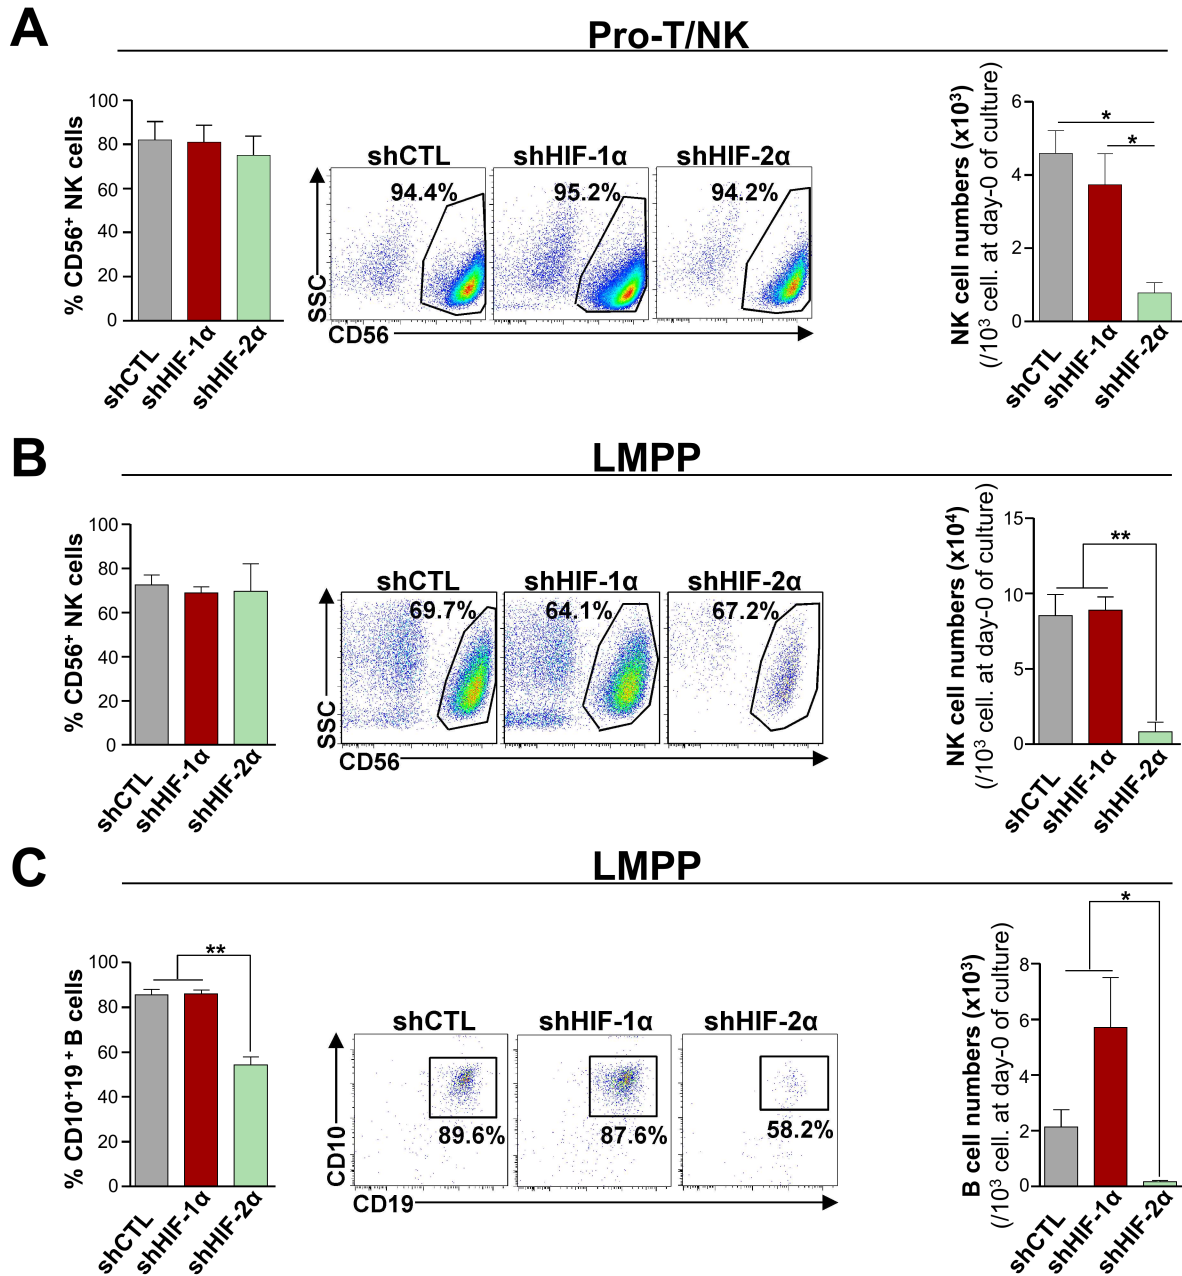 A
Pro-T/NK
% CD56+ NK cells
100
80
60
40
20
0
shCTL
shHIF-1α
shHIF-2α
shCTL
shHIF-1α
shHIF-2α
94.4%
95.2%
94.2%
SSC
CD56
NK cell numbers (x10³)
(/10³ cell. at day-0 of culture)
6
4
2
0
*
*
shCTL
shHIF-1α
shHIF-2α
B
LMPP
% CD56+ NK cells
100
80
60
40
20
0
shCTL
shHIF-1α
shHIF-2α
shCTL
shHIF-1α
shHIF-2α
69.7%
64.1%
67.2%
SSC
CD56
NK cell numbers (x10⁴)
(/10³ cell. at day-0 of culture)
15
10
5
0
**
shCTL
shHIF-1α
shHIF-2α
C
LMPP
% CD10+19+ B cells
100
80
60
40
20
0
**
shCTL
shHIF-1α
shHIF-2α
shCTL
shHIF-1α
shHIF-2α
89.6%
87.6%
58.2%
CD10
CD19
B cell numbers (x10³)
(/10³ cell. at day-0 of culture)
8
6
4
2
0
*
shCTL
shHIF-1α
shHIF-2α